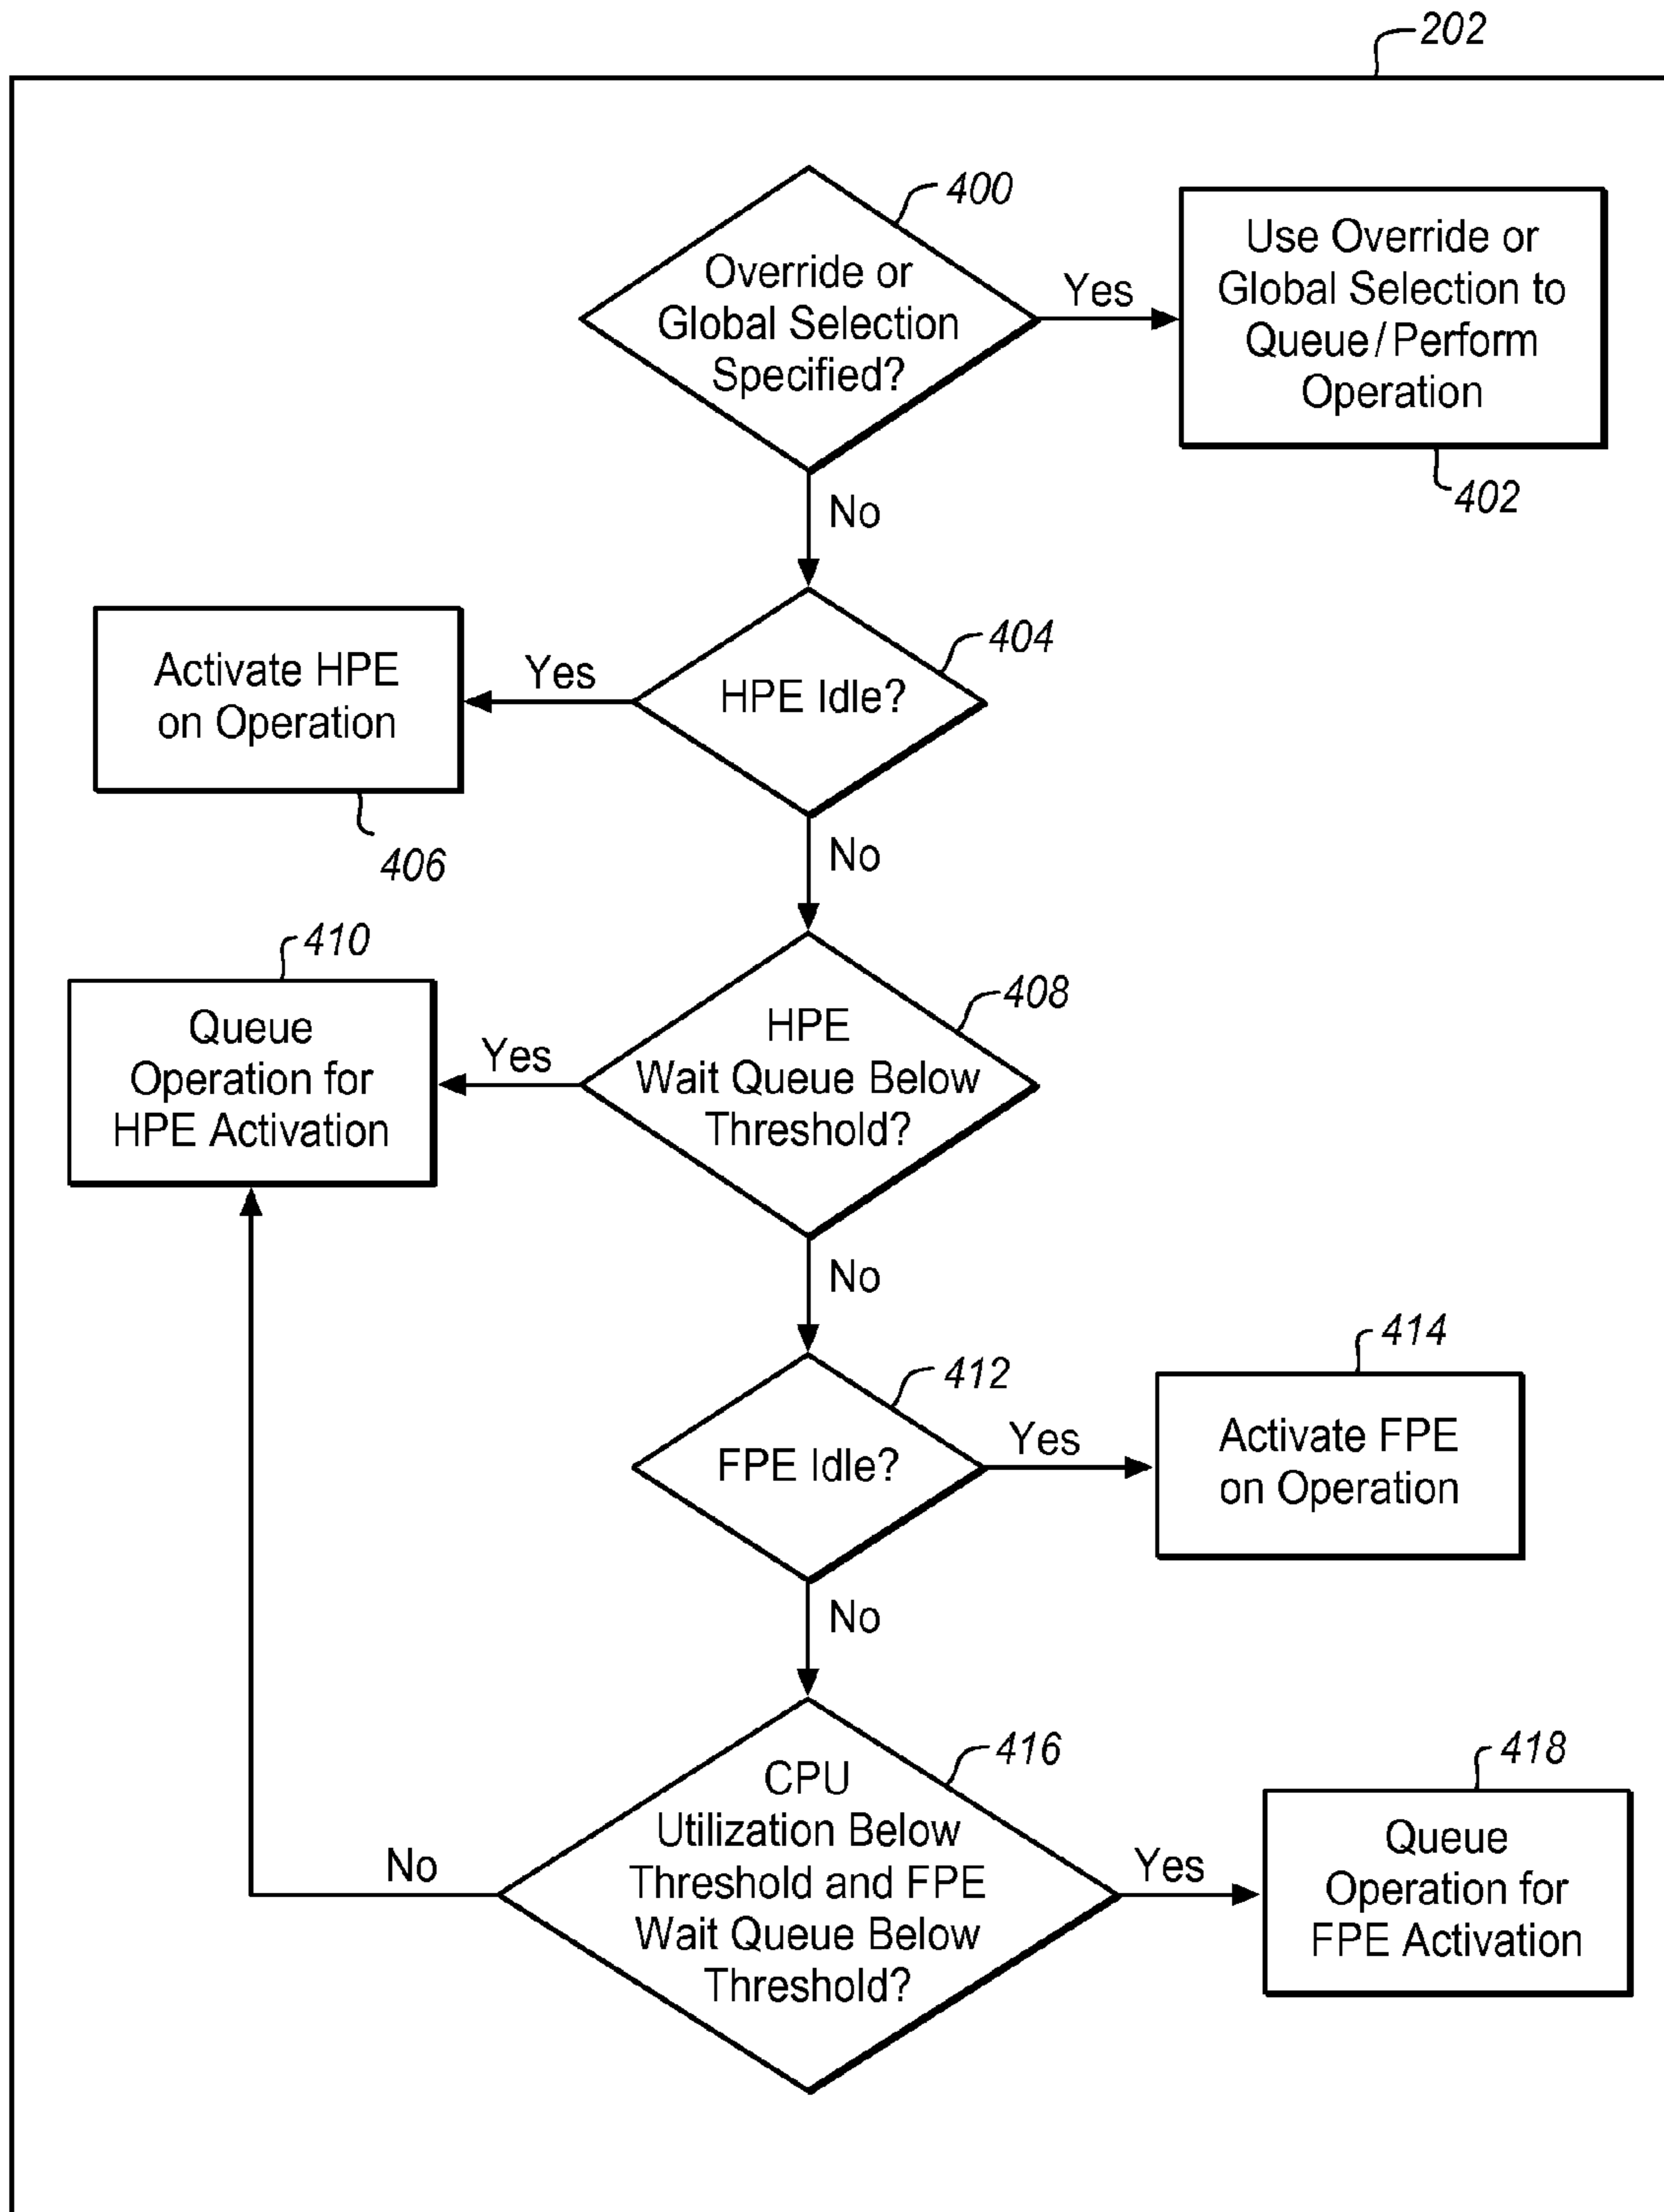 202
400
Override or
Global Selection
Specified?
Yes
Use Override or
Global Selection to
Queue/Perform
Operation
402
No
404
HPE Idle?
Yes
Activate HPE
on Operation
406
No
408
HPE
Wait Queue Below
Threshold?
Yes
410
Queue
Operation for
HPE Activation
No
412
FPE Idle?
Yes
414
Activate FPE
on Operation
No
416
CPU
Utilization Below
Threshold and FPE
Wait Queue Below
Threshold?
No
Yes
418
Queue
Operation for
FPE Activation